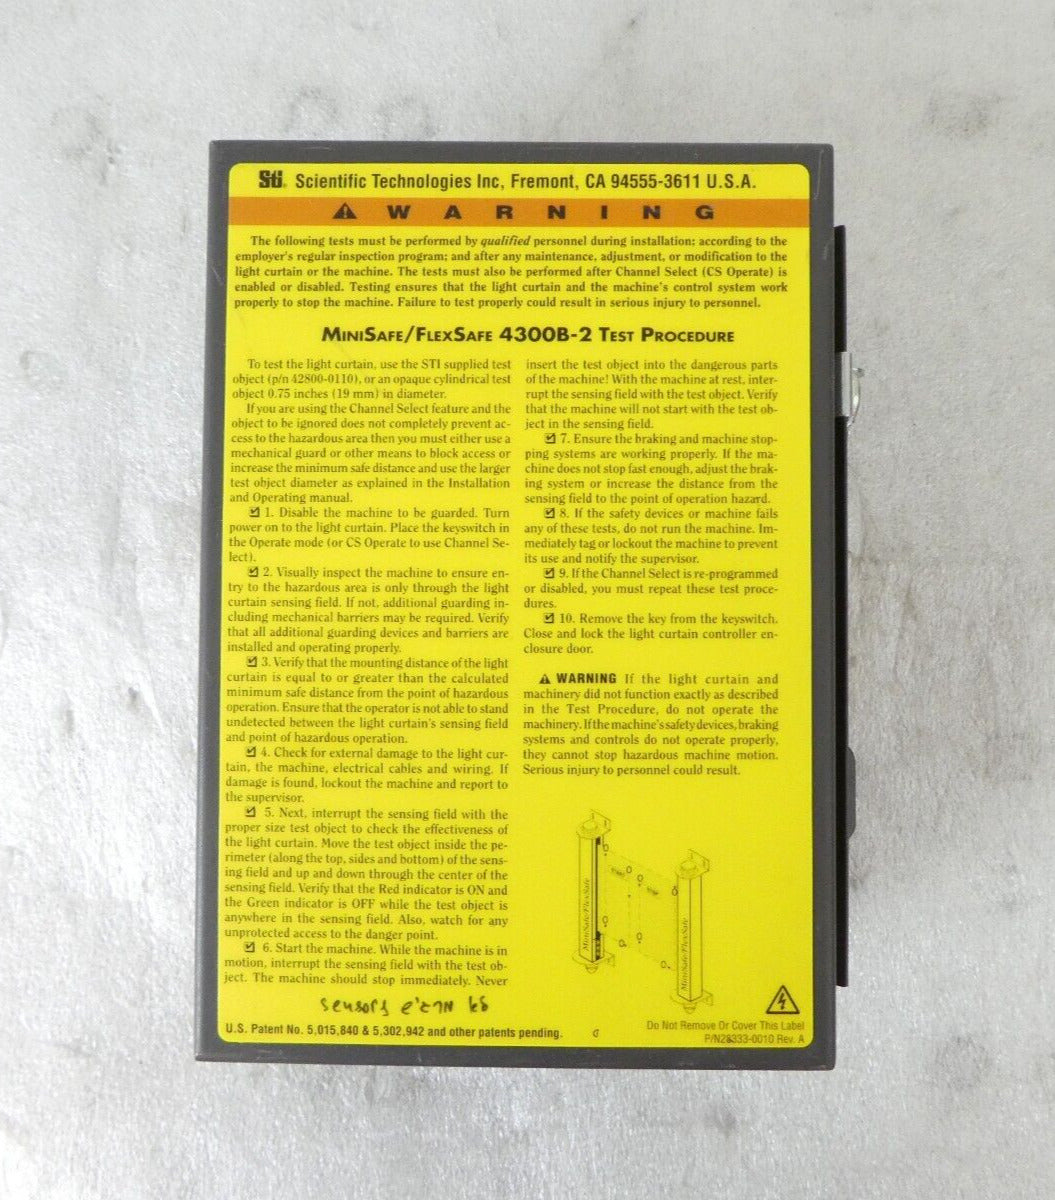 Sti® Scientific Technologies Inc, Fremont, CA 94555-3611 U.S.A.
⚠ WARNING
The following tests must be performed by qualified personnel during installation; according to the
employer's regular inspection program; and after any maintenance, adjustment, or modification to the
light curtain or the machine. The tests must also be performed after Channel Select (CS Operate) is
enabled or disabled. Testing ensures that the light curtain and the machine's control system work
properly to stop the machine. Failure to test properly could result in serious injury to personnel.
MINISAFE/FLEXSAFE 4300B-2 TEST PROCEDURE
To test the light curtain, use the STI supplied test
object (p/n 42800-0110), or an opaque cylindrical test
object 0.75 inches (19 mm) in diameter.
If you are using the Channel Select feature and the
object to be ignored does not completely prevent ac-
cess to the hazardous area then you must either use a
mechanical guard or other means to block access or
increase the minimum safe distance and use the larger
test object diameter as explained in the Installation
and Operating manual.
☑ 1. Disable the machine to be guarded. Turn
power on to the light curtain. Place the keyswitch in
the Operate mode (or CS Operate to use Channel Se-
lect).
☑ 2. Visually inspect the machine to ensure en-
try to the hazardous area is only through the light
curtain sensing field. If not, additional guarding in-
cluding mechanical barriers may be required. Verify
that all additional guarding devices and barriers are
installed and operating properly.
☑ 3. Verify that the mounting distance of the light
curtain is equal to or greater than the calculated
minimum safe distance from the point of hazardous
operation. Ensure that the operator is not able to stand
undetected between the light curtain's sensing field
and point of hazardous operation.
☑ 4. Check for external damage to the light cur-
tain, the machine, electrical cables and wiring. If
damage is found, lockout the machine and report to
the supervisor.
☑ 5. Next, interrupt the sensing field with the
proper size test object to check the effectiveness of
the light curtain. Move the test object inside the pe-
rimeter (along the top, sides and bottom) of the sens-
ing field and up and down through the center of the
sensing field. Verify that the Red indicator is ON and
the Green indicator is OFF while the test object is
anywhere in the sensing field. Also, watch for any
unprotected access to the danger point.
☑ 6. Start the machine. While the machine is in
motion, interrupt the sensing field with the test ob-
ject. The machine should stop immediately. Never
insert the test object into the dangerous parts
of the machine! With the machine at rest, inter-
rupt the sensing field with the test object. Verify
that the machine will not start with the test ob-
ject in the sensing field.
☑ 7. Ensure the braking and machine stop-
ping systems are working properly. If the ma-
chine does not stop fast enough, adjust the brak-
ing system or increase the distance from the
sensing field to the point of operation hazard.
☑ 8. If the safety devices or machine fails
any of these tests, do not run the machine. Im-
mediately tag or lockout the machine to prevent
its use and notify the supervisor.
☑ 9. If the Channel Select is re-programmed
or disabled, you must repeat these test proce-
dures.
☑ 10. Remove the key from the keyswitch.
Close and lock the light curtain controller en-
closure door.
⚠ WARNING If the light curtain and
machinery did not function exactly as described
in the Test Procedure, do not operate the
machinery. If the machine's safety devices, braking
systems and controls do not operate properly,
they cannot stop hazardous machine motion.
Serious injury to personnel could result.
MiniSafe/FlexSafe
MiniSafe/FlexSafe
sensors
U.S. Patent No. 5,015,840 & 5,302,942 and other patents pending.
Do Not Remove Or Cover This Label
P/N28333-0010 Rev. A